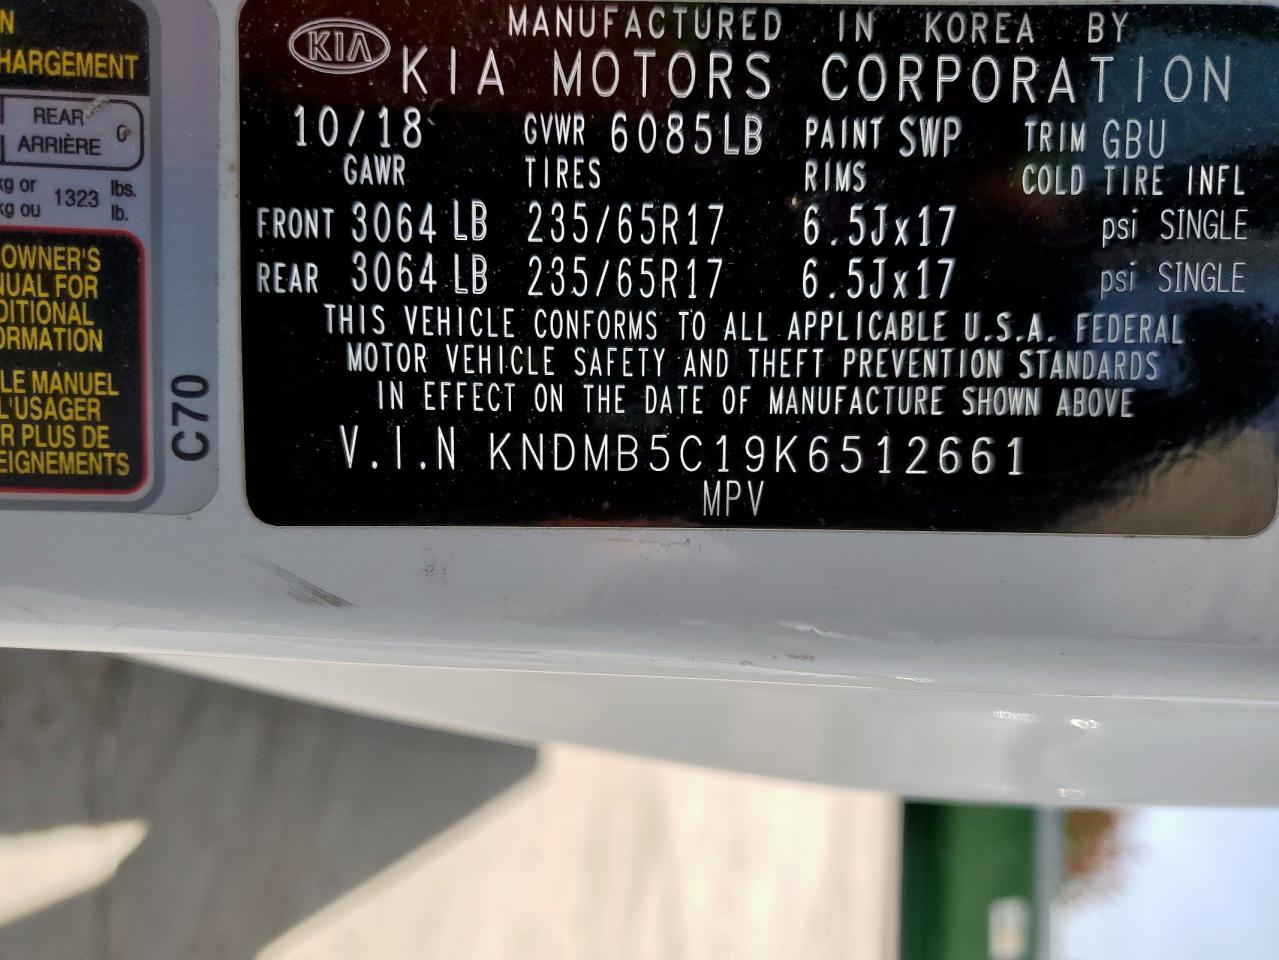 N
HARGEMENT
REAR
ARRIÈRE
0
kg or
kg ou
1323
lbs.
lb.
OWNER'S
NUAL FOR
DITIONAL
ORMATION
LE MANUEL
L'USAGER
R PLUS DE
EIGNEMENTS
C70
KIA
MANUFACTURED IN KOREA BY
KIA MOTORS CORPORATION
10/18 GVWR 6085LB PAINT SWP TRIM GBU
GAWR TIRES RIMS COLD TIRE INFL
FRONT 3064 LB 235/65R17 6.5Jx17 psi SINGLE
REAR 3064 LB 235/65R17 6.5Jx17 psi SINGLE
THIS VEHICLE CONFORMS TO ALL APPLICABLE U.S.A. FEDERAL
MOTOR VEHICLE SAFETY AND THEFT PREVENTION STANDARDS
IN EFFECT ON THE DATE OF MANUFACTURE SHOWN ABOVE
V.I.N KNDMB5C19K6512661
MPV